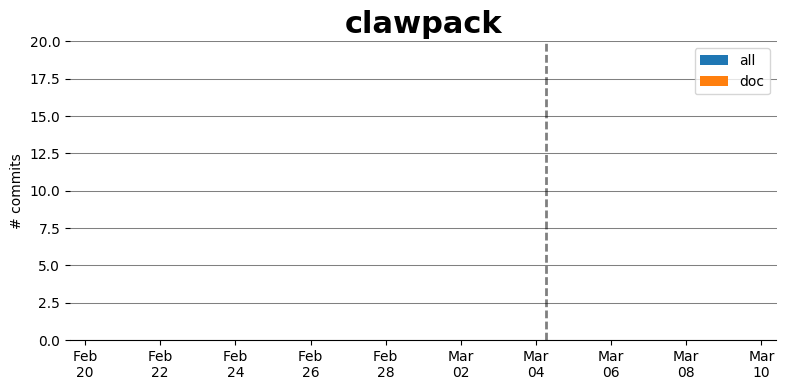 clawpack
20.0
17.5
15.0
12.5
10.0
7.5
5.0
2.5
0.0
# commits
all
doc
Feb 20
Feb 22
Feb 24
Feb 26
Feb 28
Mar 02
Mar 04
Mar 06
Mar 08
Mar 10